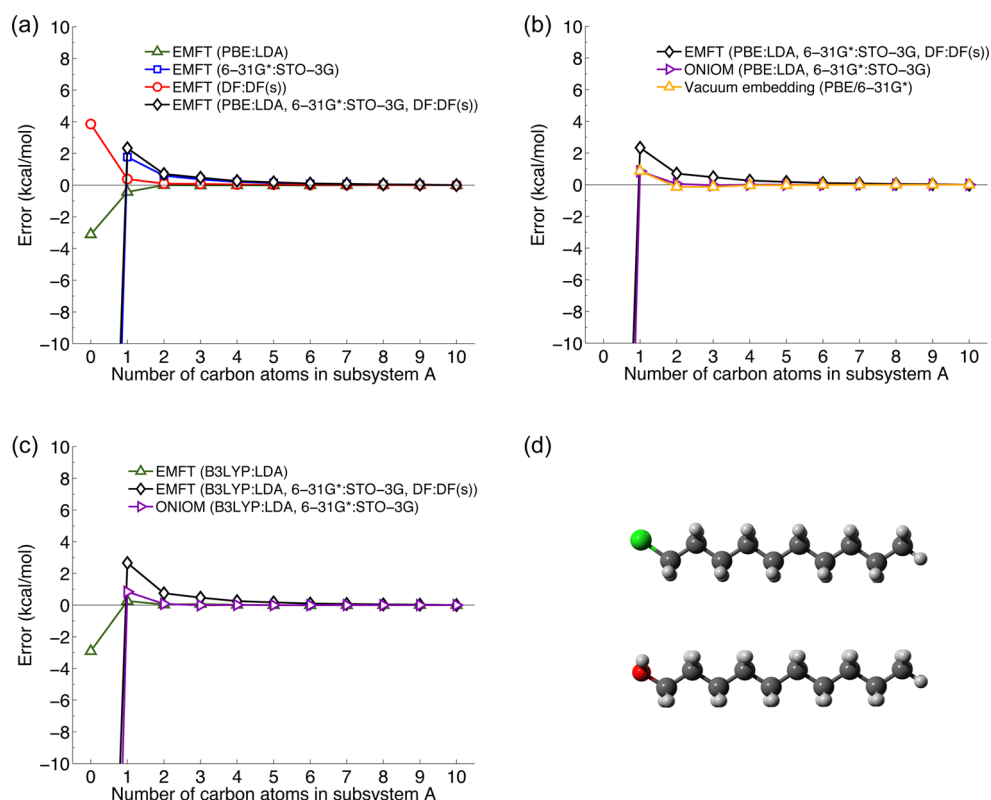 (a)
10
8
6
4
2
0
−2
−4
−6
−8
−10
Error (kcal/mol)
EMFT (PBE:LDA)
EMFT (6−31G*:STO−3G)
EMFT (DF:DF(s))
EMFT (PBE:LDA, 6−31G*:STO−3G, DF:DF(s))
0 1 2 3 4 5 6 7 8 9 10
Number of carbon atoms in subsystem A
(b)
10
8
6
4
2
0
−2
−4
−6
−8
−10
Error (kcal/mol)
EMFT (PBE:LDA, 6−31G*:STO−3G, DF:DF(s))
ONIOM (PBE:LDA, 6−31G*:STO−3G)
Vacuum embedding (PBE/6−31G*)
0 1 2 3 4 5 6 7 8 9 10
Number of carbon atoms in subsystem A
(c)
10
8
6
4
2
0
−2
−4
−6
−8
−10
Error (kcal/mol)
EMFT (B3LYP:LDA)
EMFT (B3LYP:LDA, 6−31G*:STO−3G, DF:DF(s))
ONIOM (B3LYP:LDA, 6−31G*:STO−3G)
0 1 2 3 4 5 6 7 8 9 10
Number of carbon atoms in subsystem A
(d)